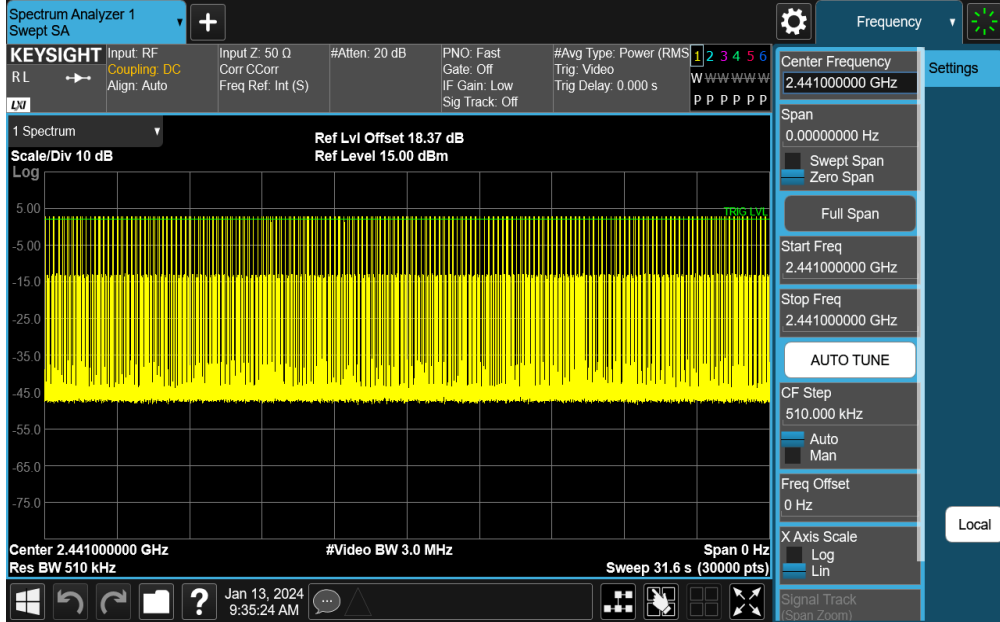 Spectrum Analyzer 1
Swept SA
Frequency
KEYSIGHT
RL
LXI
Input: RF
Coupling: DC
Align: Auto
Input Z: 50 Ω
Corr CCorr
Freq Ref: Int (S)
#Atten: 20 dB
PNO: Fast
Gate: Off
IF Gain: Low
Sig Track: Off
#Avg Type: Power (RMS
Trig: Video
Trig Delay: 0.000 s
1 2 3 4 5 6
W W W W W W
P P P P P P
Center Frequency
2.441000000 GHz
Settings
Span
0.00000000 Hz
Swept Span
Zero Span
Full Span
Start Freq
2.441000000 GHz
Stop Freq
2.441000000 GHz
AUTO TUNE
CF Step
510.000 kHz
Auto
Man
Freq Offset
0 Hz
X Axis Scale
Log
Lin
Signal Track
(Span Zoom)
Local
1 Spectrum
Scale/Div 10 dB
Log
Ref Lvl Offset 18.37 dB
Ref Level 15.00 dBm
TRIG LVL
5.00
-5.00
-15.0
-25.0
-35.0
-45.0
-55.0
-65.0
-75.0
Center 2.441000000 GHz
Res BW 510 kHz
#Video BW 3.0 MHz
Span 0 Hz
Sweep 31.6 s (30000 pts)
?
Jan 13, 2024
9:35:24 AM